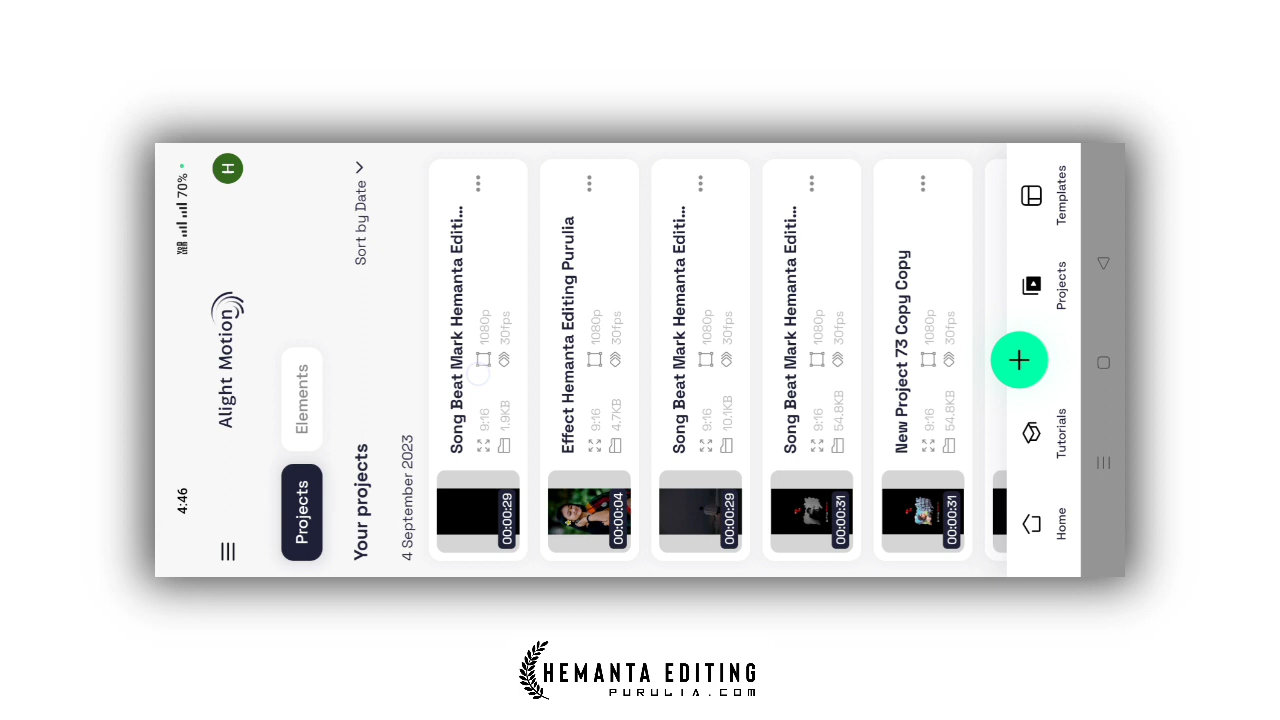 4:46
70%
Alight Motion
H
Projects
Elements
Your projects
Sort by Date
4 September 2023
Song Beat Mark Hemanta Editi...
9:16 1080p
1.9KB 30fps
00:00:29
Effect Hemanta Editing Purulia
9:16 1080p
4.7KB 30fps
00:00:04
Song Beat Mark Hemanta Editi...
9:16 1080p
10.1KB 30fps
00:00:29
Song Beat Mark Hemanta Editi...
9:16 1080p
54.8KB 30fps
00:00:31
New Project 73 Copy Copy
9:16 1080p
54.8KB 30fps
00:00:31
Home
Tutorials
Projects
Templates
HEMANTA EDITING
PURULIA.COM